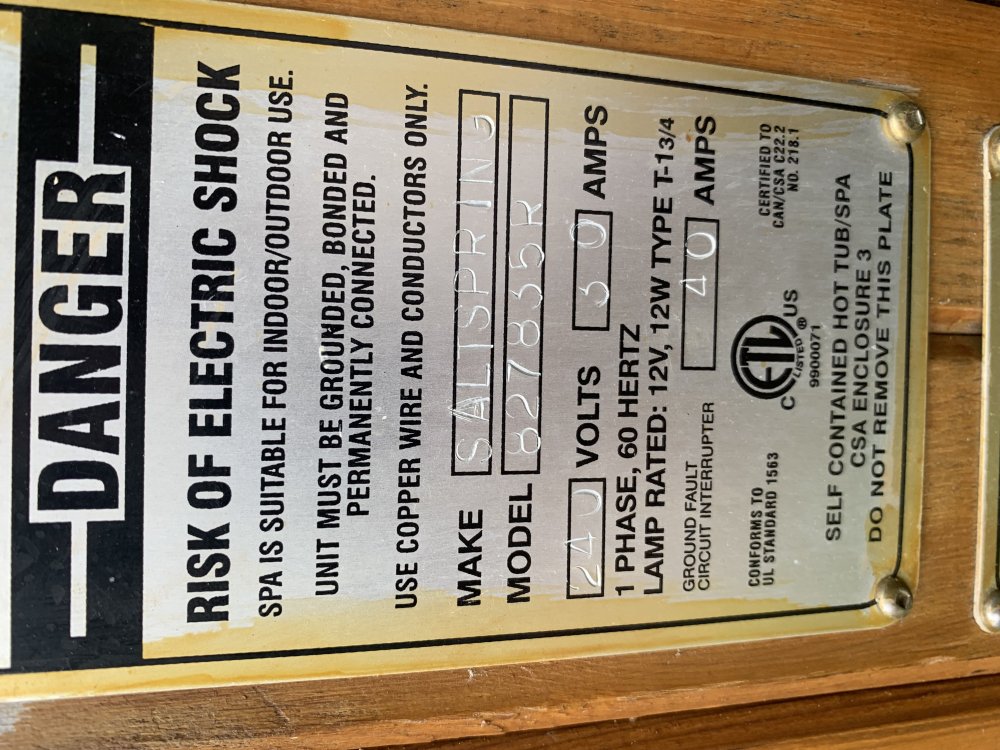 DANGER
RISK OF ELECTRIC SHOCK
SPA IS SUITABLE FOR INDOOR/OUTDOOR USE.
UNIT MUST BE GROUNDED, BONDED AND
PERMANENTLY CONNECTED.
USE COPPER WIRE AND CONDUCTORS ONLY.
MAKE SALTSPRING
MODEL 827835R
240 VOLTS 30 AMPS
1 PHASE, 60 HERTZ
LAMP RATED: 12V, 12W TYPE T-13/4
GROUND FAULT
CIRCUIT INTERRUPTER 40 AMPS
CONFORMS TO
UL STANDARD 1563
ETL
C US
LISTED®
9900071
CERTIFIED TO
CAN/CSA C22.2
NO. 218.1
SELF CONTAINED HOT TUB/SPA
CSA ENCLOSURE 3
DO NOT REMOVE THIS PLATE